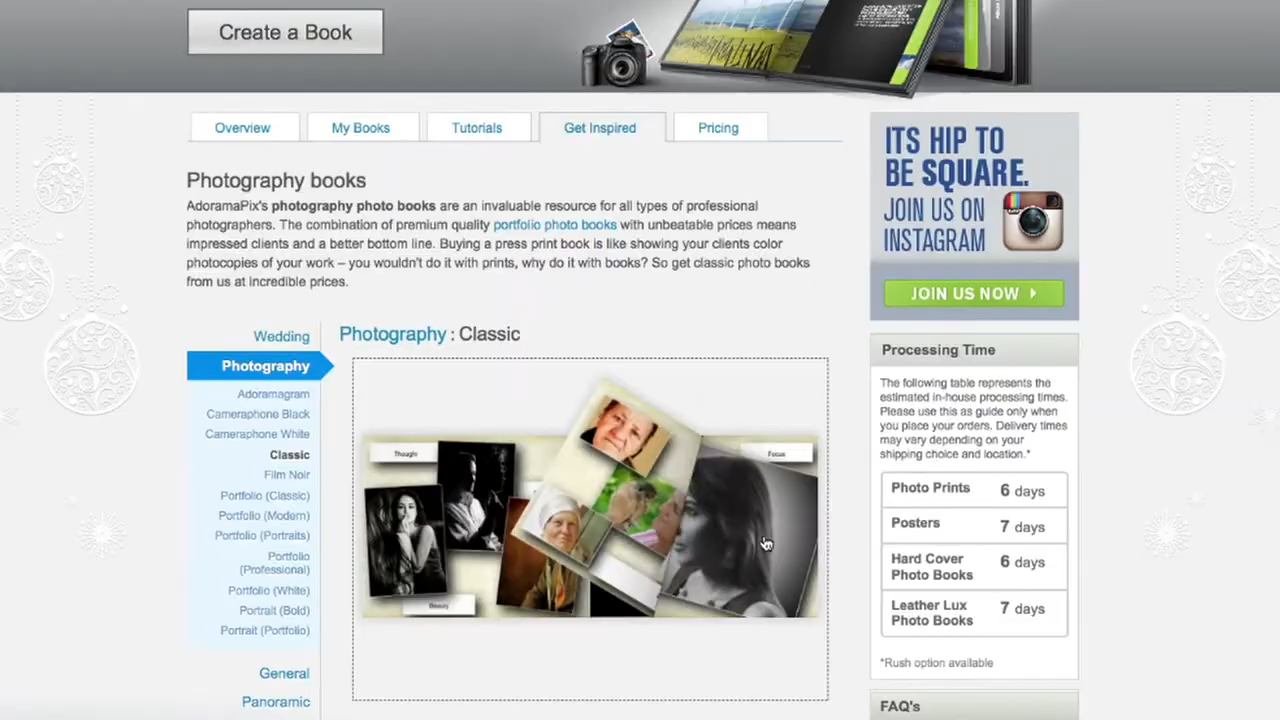 Create a Book
Overview
My Books
Tutorials
Get Inspired
Pricing
Photography books
AdoramaPix's photography photo books are an invaluable resource for all types of professional
photographers. The combination of premium quality portfolio photo books with unbeatable prices means
impressed clients and a better bottom line. Buying a press print book is like showing your clients color
photocopies of your work – you wouldn't do it with prints, why do it with books? So get classic photo books
from us at incredible prices.
Wedding
Photography
Adoramagram
Cameraphone Black
Cameraphone White
Classic
Film Noir
Portfolio (Classic)
Portfolio (Modern)
Portfolio (Portraits)
Portfolio
(Professional)
Portfolio (White)
Portrait (Bold)
Portrait (Portfolio)
General
Panoramic
Photography : Classic
Thought
Focus
Beauty
ITS HIP TO
BE SQUARE.
JOIN US ON
INSTAGRAM
JOIN US NOW
Processing Time
The following table represents the
estimated in-house processing times.
Please use this as guide only when
you place your orders. Delivery times
may vary depending on your
shipping choice and location.*
Photo Prints 6 days
Posters 7 days
Hard Cover
Photo Books 6 days
Leather Lux
Photo Books 7 days
*Rush option available
FAQ's